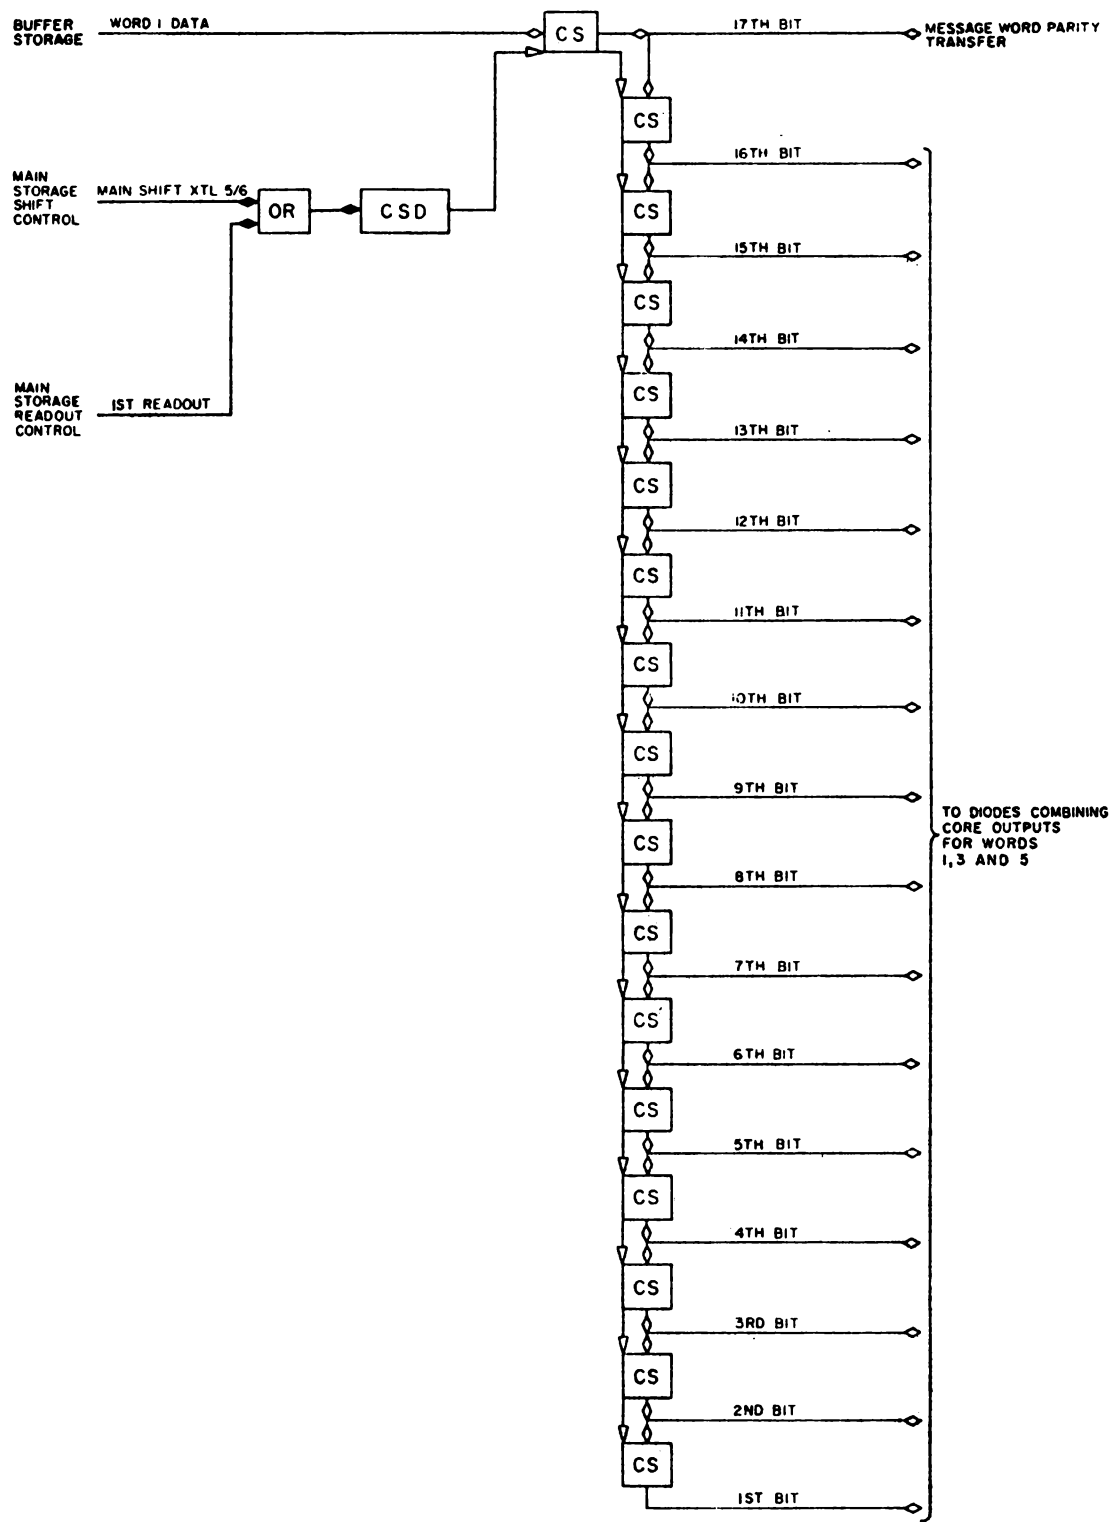 BUFFER
STORAGE
WORD 1 DATA
CS
17TH BIT
MESSAGE WORD PARITY
TRANSFER
CS
16TH BIT
MAIN
STORAGE
SHIFT
CONTROL
MAIN SHIFT XTL 5/6
OR
CSD
CS
15TH BIT
CS
14TH BIT
MAIN
STORAGE
READOUT
CONTROL
1ST READOUT
CS
13TH BIT
CS
12TH BIT
CS
11TH BIT
CS
10TH BIT
CS
9TH BIT
TO DIODES COMBINING
CORE OUTPUTS
FOR WORDS
1,3 AND 5
CS
8TH BIT
CS
7TH BIT
CS
6TH BIT
CS
5TH BIT
CS
4TH BIT
CS
3RD BIT
CS
2ND BIT
CS
1ST BIT